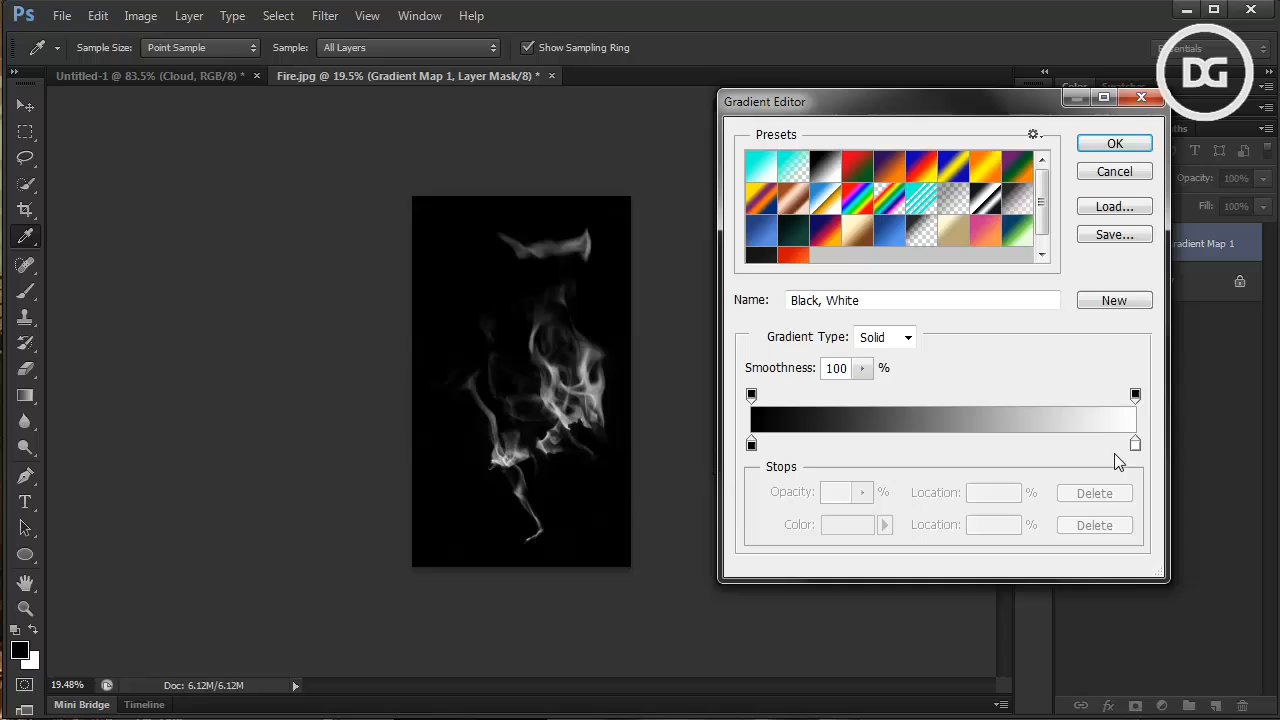 Ps File Edit Image Layer Type Select Filter View Window Help
Sample Size: Point Sample Sample: All Layers Show Sampling Ring Essentials
DG
Untitled-1 @ 83.5% (Cloud, RGB/8) * × Fire.jpg @ 19.5% (Gradient Map 1, Layer Mask/8) * ×
Color Swatches
Gradient Editor
Presets
OK
Cancel
Load...
Save...
Opacity: 100%
Fill: 100%
Gradient Map 1
Name: Black, White New
Gradient Type: Solid
Smoothness: 100 %
Stops
Opacity: % Location: % Delete
Color: Location: % Delete
19.48% Doc: 6.12M/6.12M
Mini Bridge Timeline